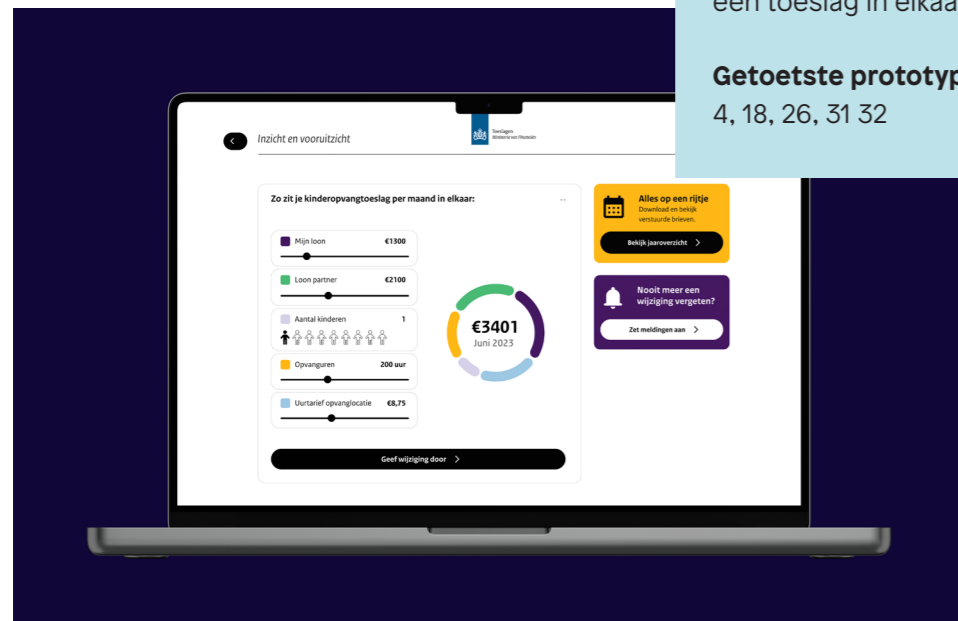 een toeslag in elkaa
Getoetste prototyp
4, 18, 26, 31 32
Inzicht en vooruitzicht
Toeslagen
Ministerie van Financiën
Zo zit je kinderopvangtoeslag per maand in elkaar:
Mijn loon €1300
Loon partner €2100
Aantal kinderen 1
Opvanguren 200 uur
Uurtarief opvanglocatie €8,75
€3401
Juni 2023
Geef wijziging door
Alles op een rijtje
Download en bekijk
verstuurde brieven.
Bekijk jaaroverzicht
Nooit meer een
wijziging vergeten?
Zet meldingen aan